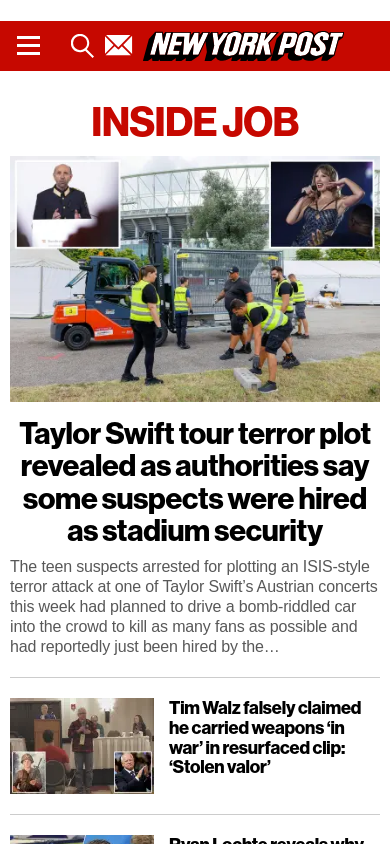 NEW YORK POST
INSIDE JOB
Taylor Swift tour terror plot
revealed as authorities say
some suspects were hired
as stadium security
The teen suspects arrested for plotting an ISIS-style
terror attack at one of Taylor Swift’s Austrian concerts
this week had planned to drive a bomb-riddled car
into the crowd to kill as many fans as possible and
had reportedly just been hired by the…
Tim Walz falsely claimed
he carried weapons ‘in
war’ in resurfaced clip:
‘Stolen valor’
Ryan Lochte reveals why